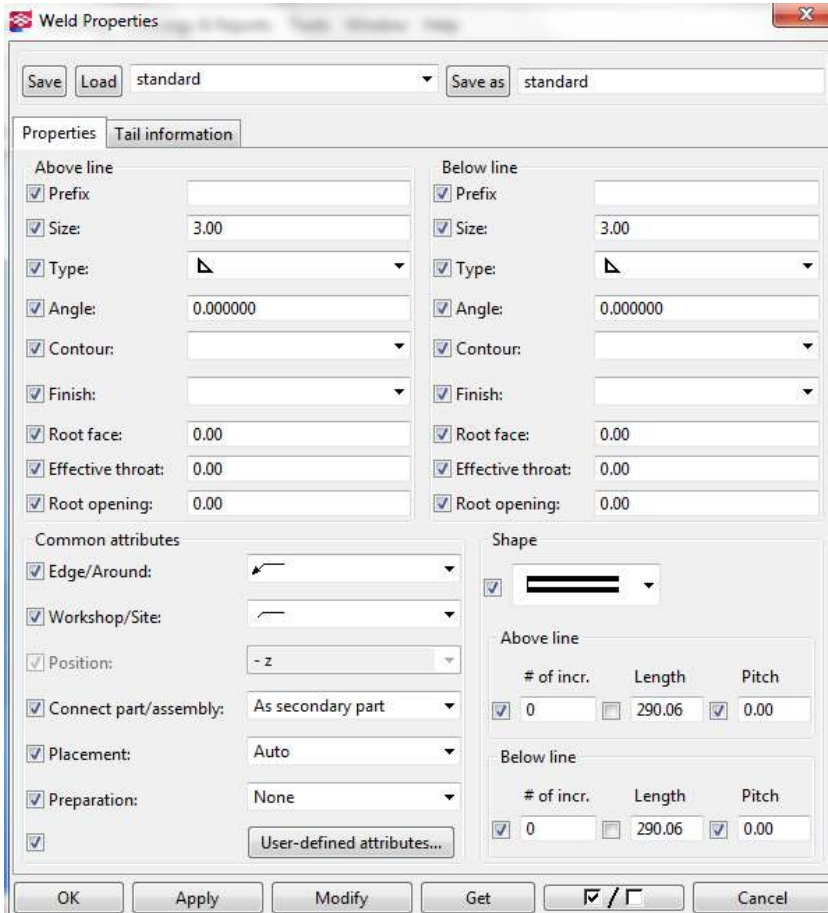 Weld Properties
Tools Window Help
Save Load standard Save as standard
Properties Tail information
Above line Below line
Prefix Prefix
Size: 3.00 Size: 3.00
Type: Type:
Angle: 0.000000 Angle: 0.000000
Contour: Contour:
Finish: Finish:
Root face: 0.00 Root face: 0.00
Effective throat: 0.00 Effective throat: 0.00
Root opening: 0.00 Root opening: 0.00
Common attributes Shape
Edge/Around:
Workshop/Site:
Above line
Position: - z
# of incr. Length Pitch
Connect part/assembly: As secondary part 0 290.06 0.00
Placement: Auto
Below line
Preparation: None # of incr. Length Pitch
User-defined attributes... 0 290.06 0.00
OK Apply Modify Get / Cancel